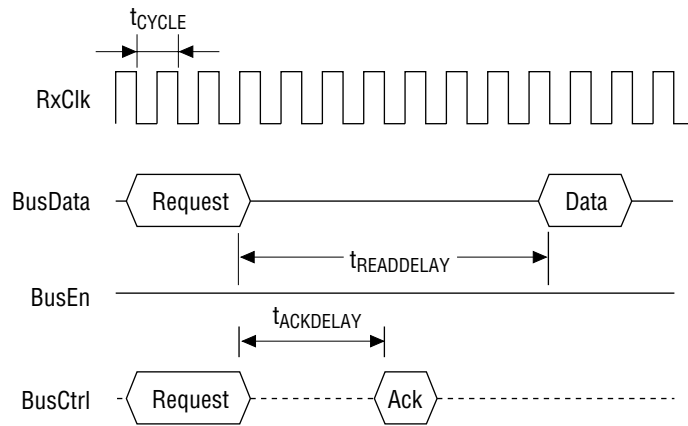 tCYCLE
RxClk
BusData Request Data
tREADDELAY
BusEn
tACKDELAY
BusCtrl Request Ack